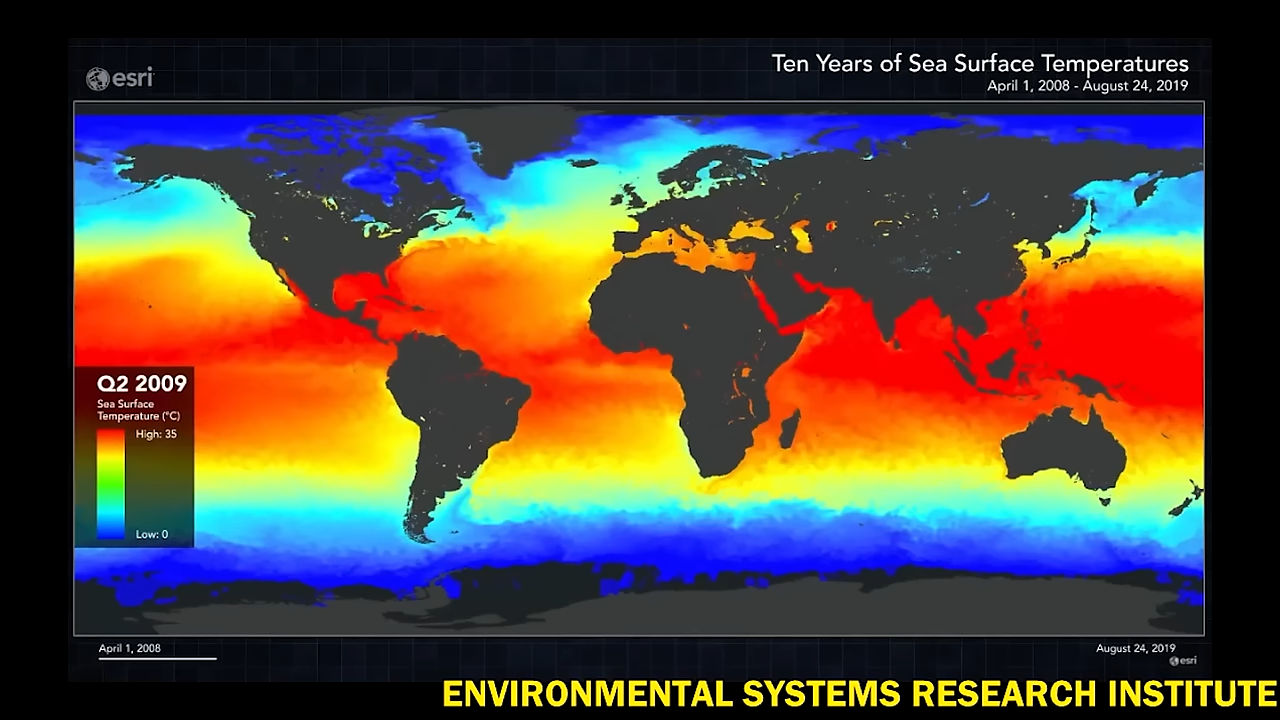 esri
Ten Years of Sea Surface Temperatures
April 1, 2008 - August 24, 2019
Q2 2009
Sea Surface
Temperature (°C)
High: 35
Low: 0
April 1, 2008
August 24, 2019
esri
ENVIRONMENTAL SYSTEMS RESEARCH INSTITUTE